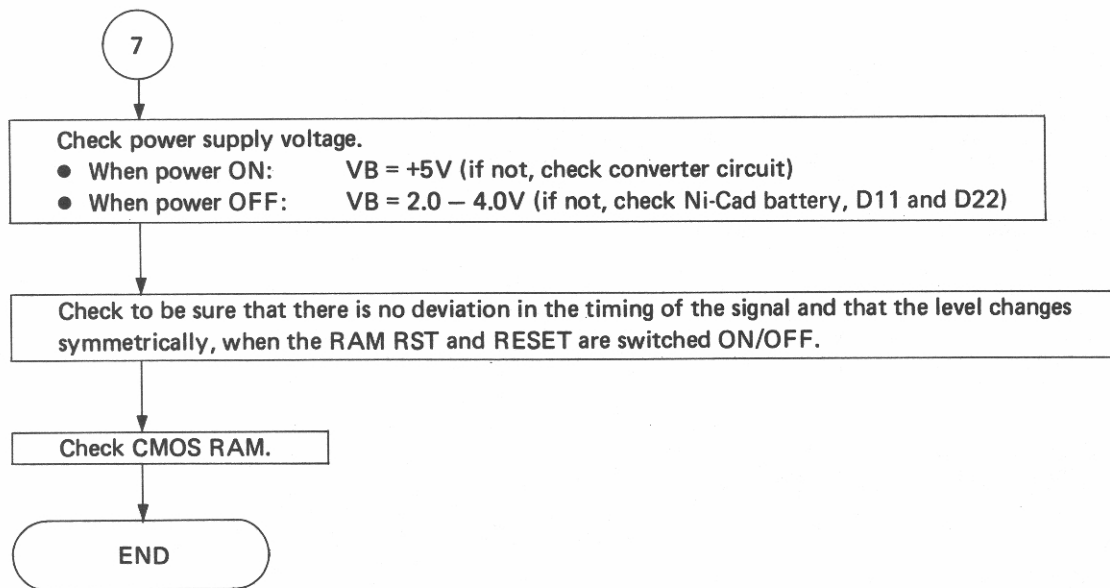 7
Check power supply voltage.
● When power ON: VB = +5V (if not, check converter circuit)
● When power OFF: VB = 2.0 – 4.0V (if not, check Ni-Cad battery, D11 and D22)
Check to be sure that there is no deviation in the timing of the signal and that the level changes
symmetrically, when the RAM RST and RESET are switched ON/OFF.
Check CMOS RAM.
END